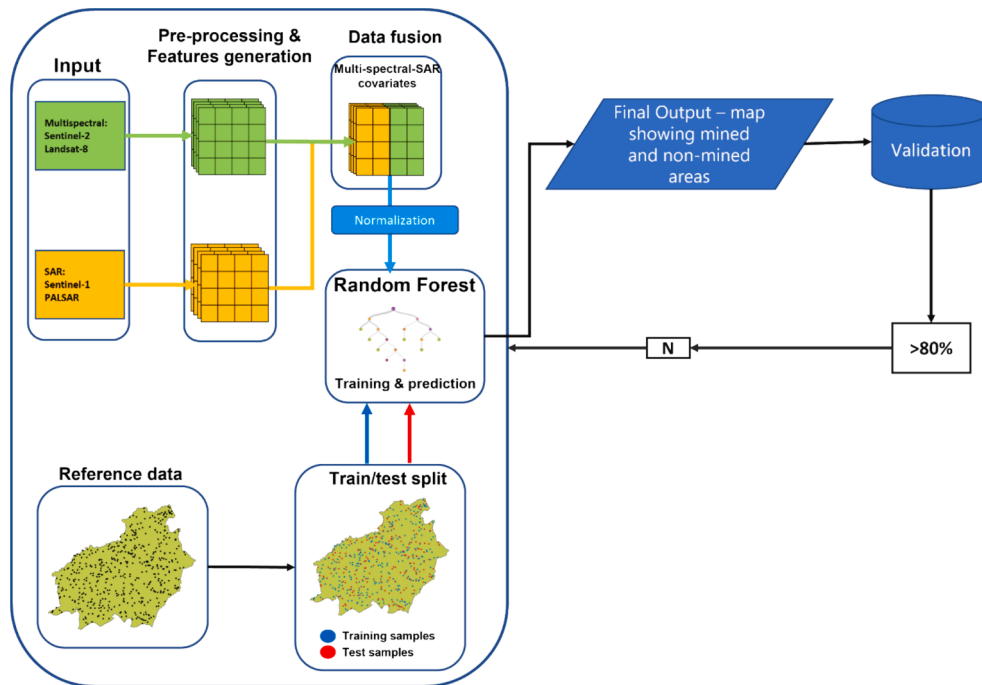 Input
Multispectral:
Sentinel-2
Landsat-8
SAR:
Sentinel-1
PALSAR
Pre-processing &
Features generation
Data fusion
Multi-spectral-SAR
covariates
Normalization
Random Forest
Training & prediction
Reference data
Train/test split
Training samples
Test samples
Final Output – map
showing mined
and non-mined
areas
Validation
>80%
N